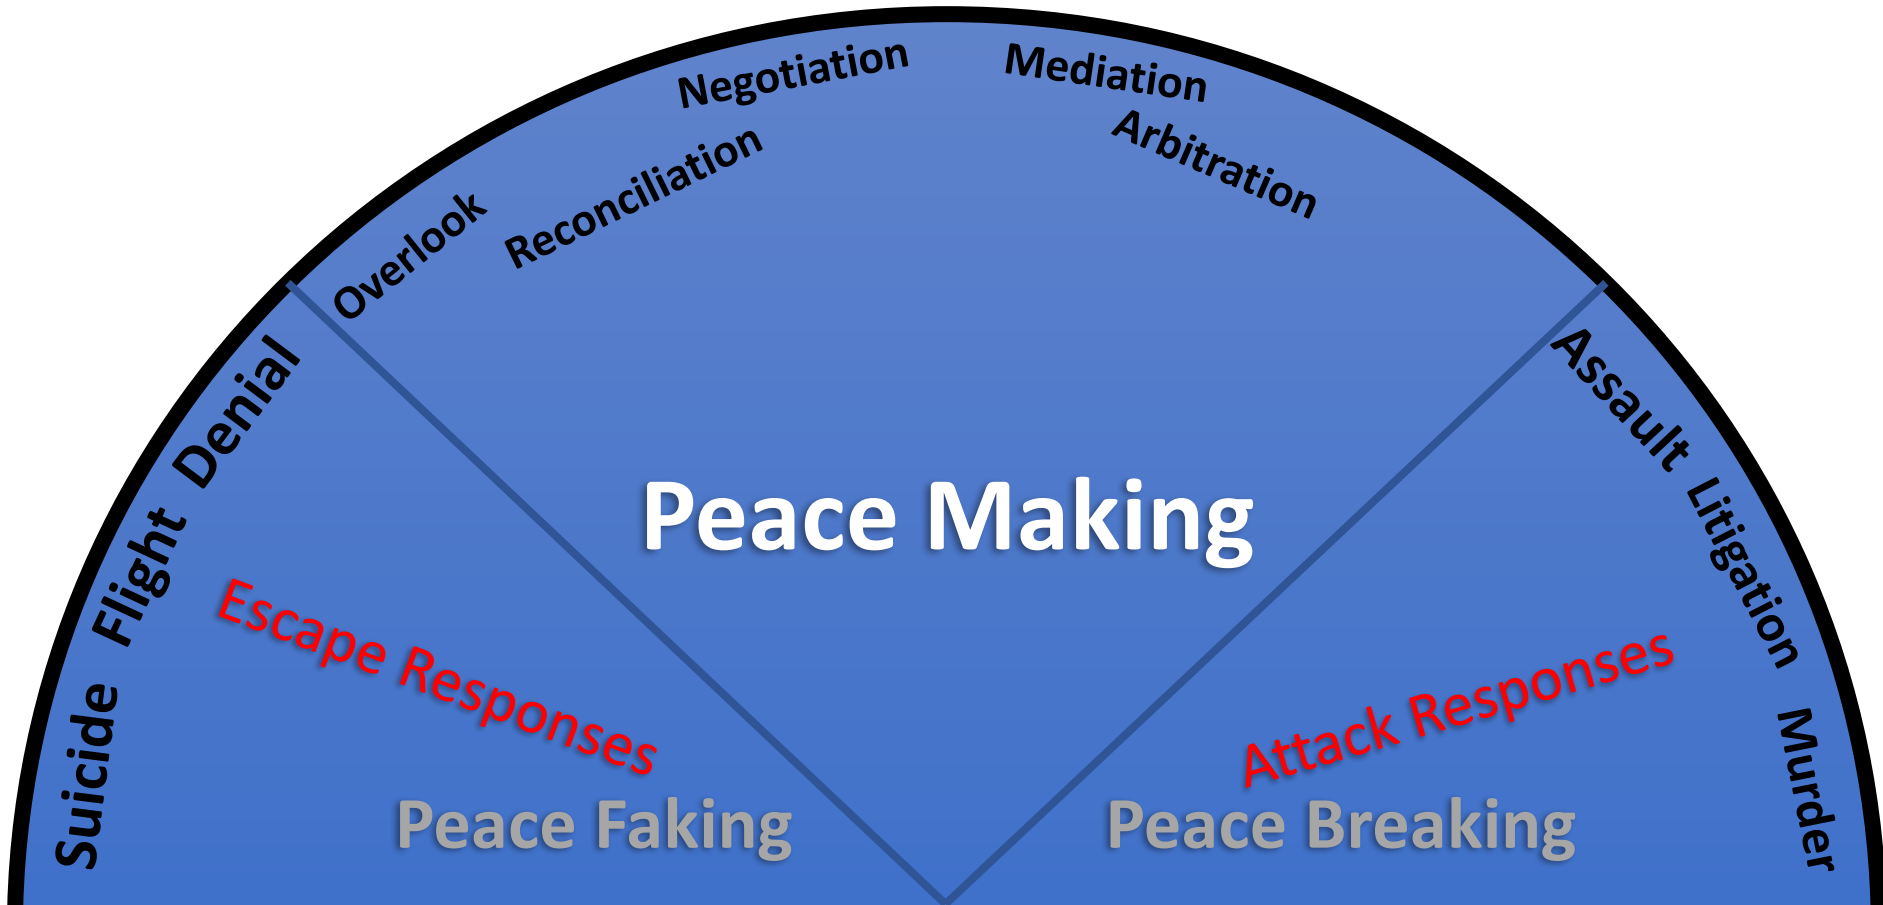 Negotiation
Mediation
Arbitration
Reconciliation
Overlook
Denial
Flight
Suicide
Assault
Litigation
Murder
Peace Making
Escape Responses
Attack Responses
Peace Faking
Peace Breaking